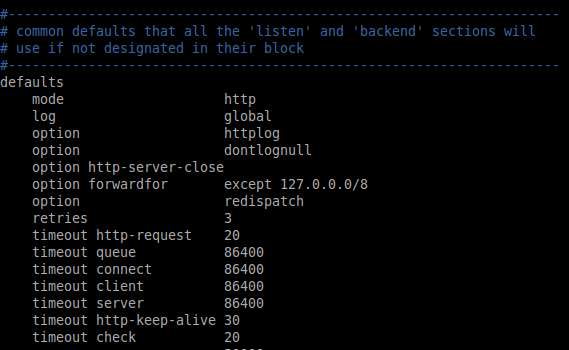 #---------------------------------------------------------------------
# common defaults that all the 'listen' and 'backend' sections will
# use if not designated in their block
#---------------------------------------------------------------------
defaults
    mode                    http
    log                     global
    option                  httplog
    option                  dontlognull
    option http-server-close
    option forwardfor       except 127.0.0.0/8
    option                  redispatch
    retries                 3
    timeout http-request    20
    timeout queue           86400
    timeout connect         86400
    timeout client          86400
    timeout server          86400
    timeout http-keep-alive 30
    timeout check           20